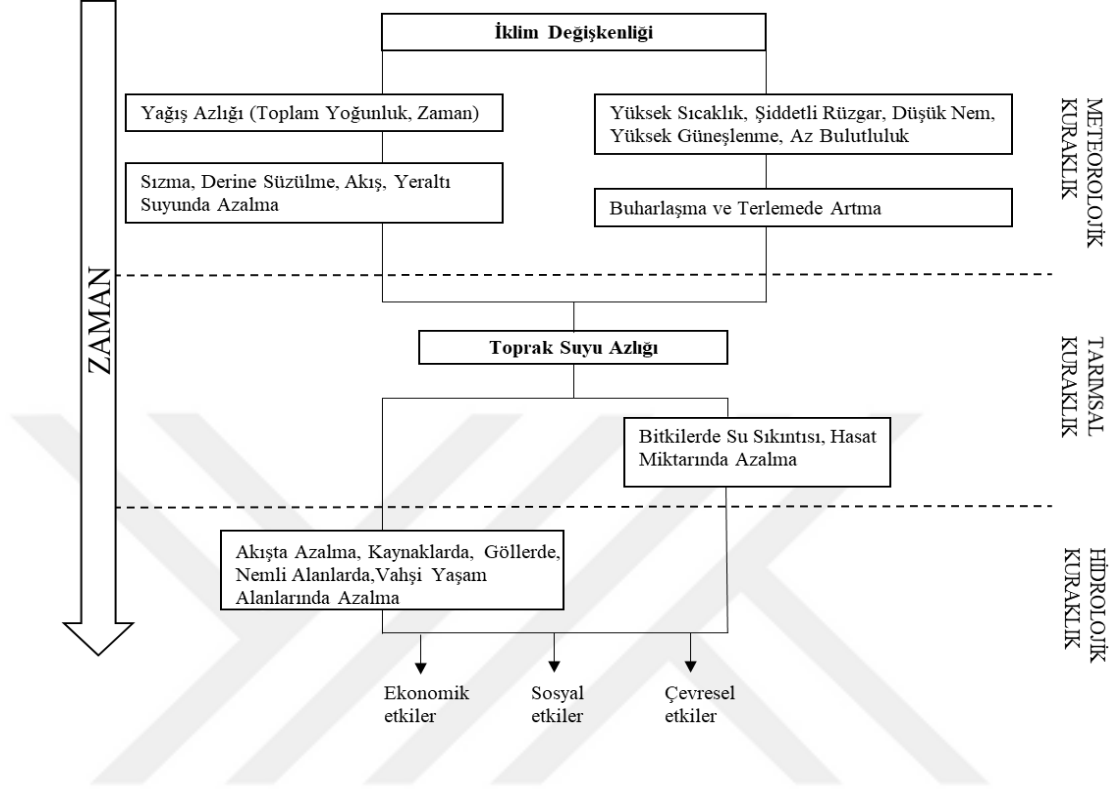 İklim Değişkenliği
Yağış Azlığı (Toplam Yoğunluk, Zaman)
Yüksek Sıcaklık, Şiddetli Rüzgar, Düşük Nem,
Yüksek Güneşlenme, Az Bulutluluk
Sızma, Derine Süzülme, Akış, Yeraltı
Suyunda Azalma
Buharlaşma ve Terlemede Artma
METEOROLOJİK
KURAKLIK
ZAMAN
Toprak Suyu Azlığı
Bitkilerde Su Sıkıntısı, Hasat
Miktarında Azalma
TARIMSAL
KURAKLIK
Akışta Azalma, Kaynaklarda, Göllerde,
Nemli Alanlarda,Vahşi Yaşam
Alanlarında Azalma
HİDROLOJİK
KURAKLIK
Ekonomik
etkiler
Sosyal
etkiler
Çevresel
etkiler